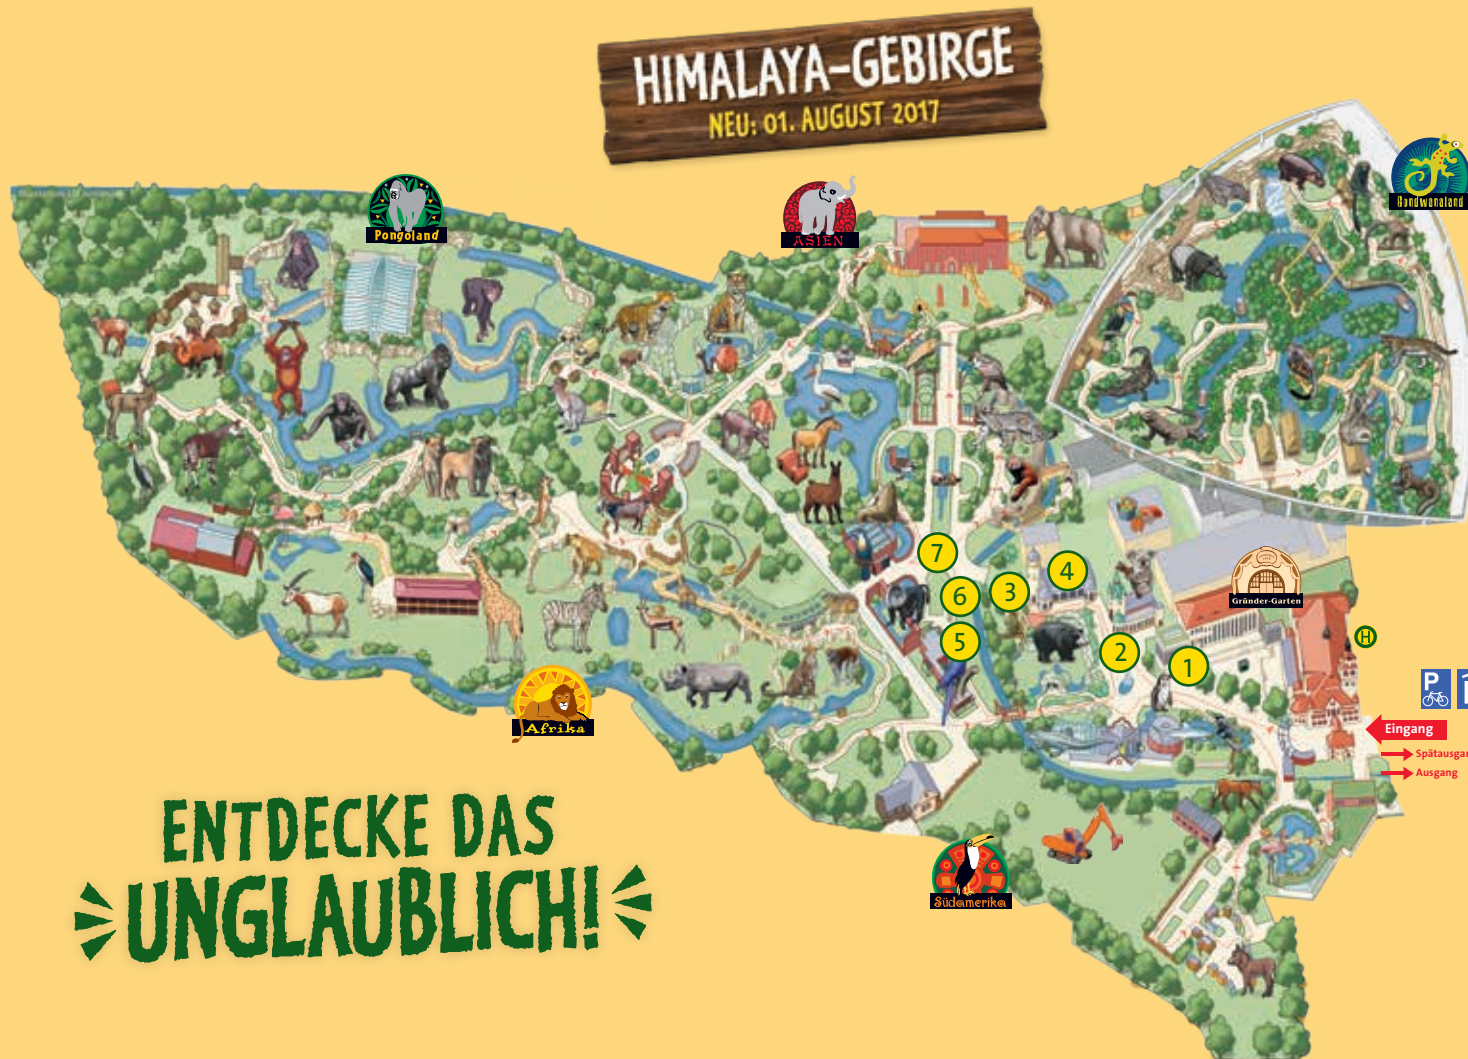 HIMALAYA-GEBIRGE
NEU: 01. AUGUST 2017
Pongoland
ASIEN
Gondwanaland
7
6
3
4
5
2
1
Gründer-Garten
H
P
Afrika
Eingang
Ausgang
Südamerika
ENTDECKE DAS
UNGLAUBLICH!